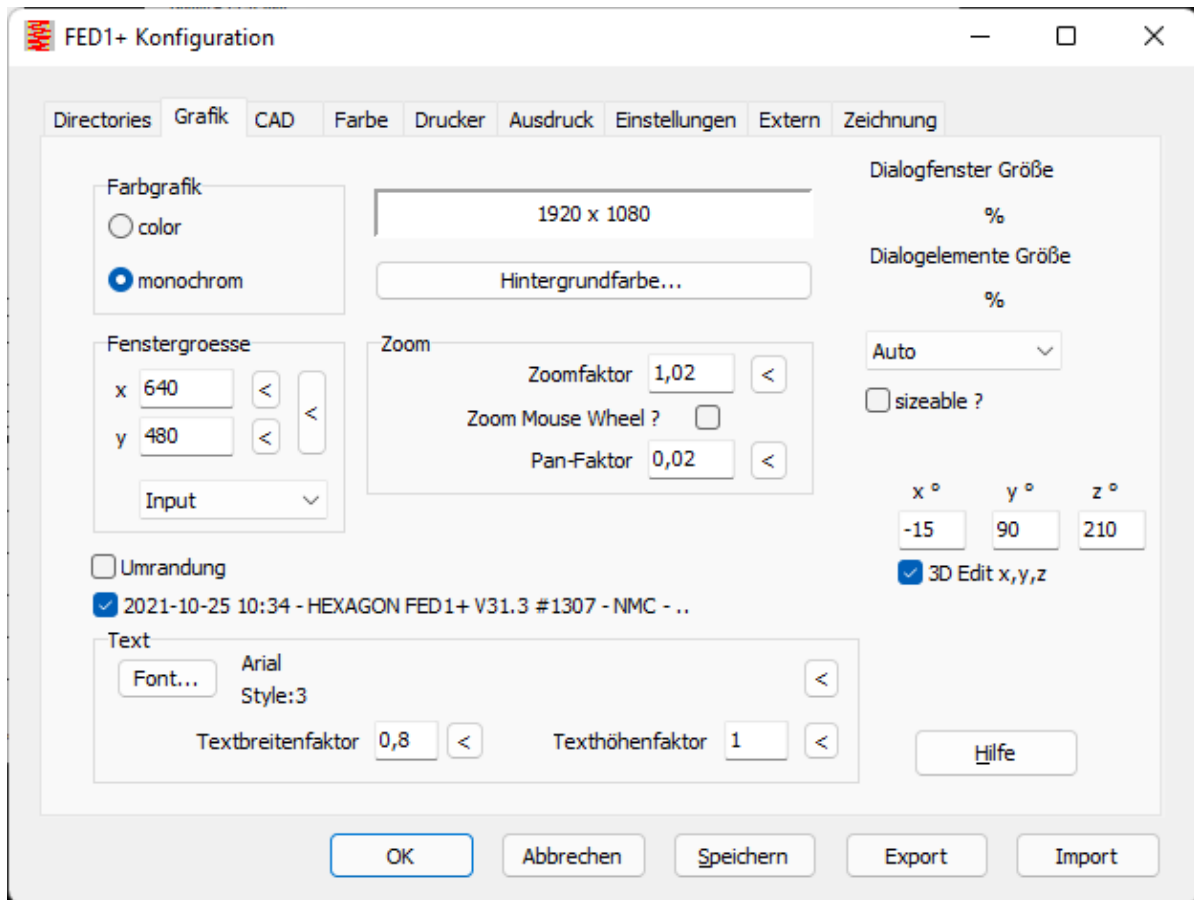 FED1+ Konfiguration
Directories Grafik CAD Farbe Drucker Ausdruck Einstellungen Extern Zeichnung
Farbgrafik
color
monochrom
1920 x 1080
Hintergrundfarbe...
Dialogfenster Größe
%
Dialogelemente Größe
%
Auto
sizeable ?
Fenstergroesse
x 640 <
y 480 <
<
Input
Zoom
Zoomfaktor 1,02 <
Zoom Mouse Wheel ?
Pan-Faktor 0,02 <
x ° y ° z °
-15 90 210
3D Edit x,y,z
Umrandung
2021-10-25 10:34 - HEXAGON FED1+ V31.3 #1307 - NMC - ..
Text
Font... Arial <
Style:3
Textbreitenfaktor 0,8 < Texthöhenfaktor 1 <
Hilfe
OK Abbrechen Speichern Export Import